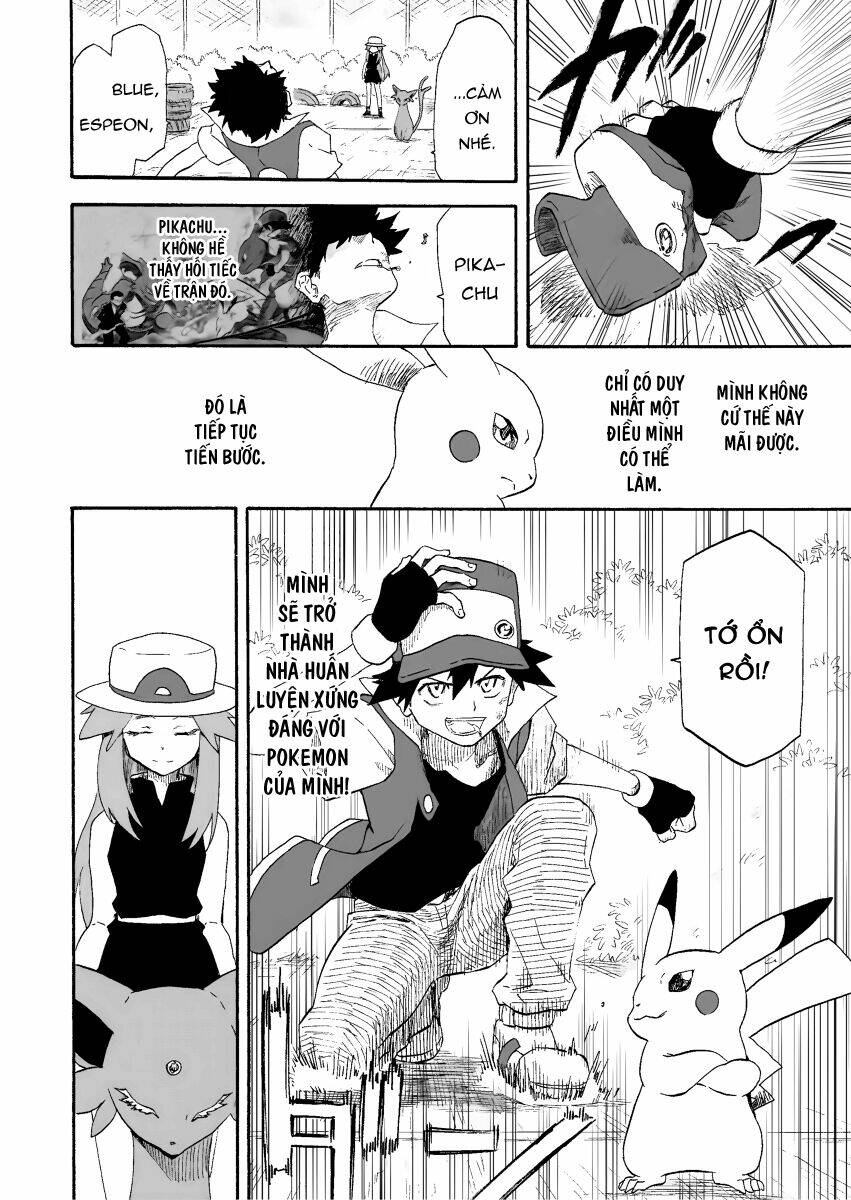 ...CẢM
ƠN
NHÉ.
BLUE,
ESPEON,
PIKA-
CHU
PIKACHU...
KHÔNG HỀ
THẤY HỐI TIẾC
VỀ TRẬN ĐÓ.
MÌNH KHÔNG
CỨ THẾ NÀY
MÃI ĐƯỢC.
CHỈ CÓ DUY
NHẤT MỘT
ĐIỀU MÌNH
CÓ THỂ
LÀM.
ĐÓ LÀ
TIẾP TỤC
TIẾN BƯỚC.
TỚ ỔN
RỒI!
MÌNH
SẼ TRỞ
THÀNH
NHÀ HUẤN
LUYỆN XỨNG
ĐÁNG VỚI
POKEMON
CỦA MÌNH!